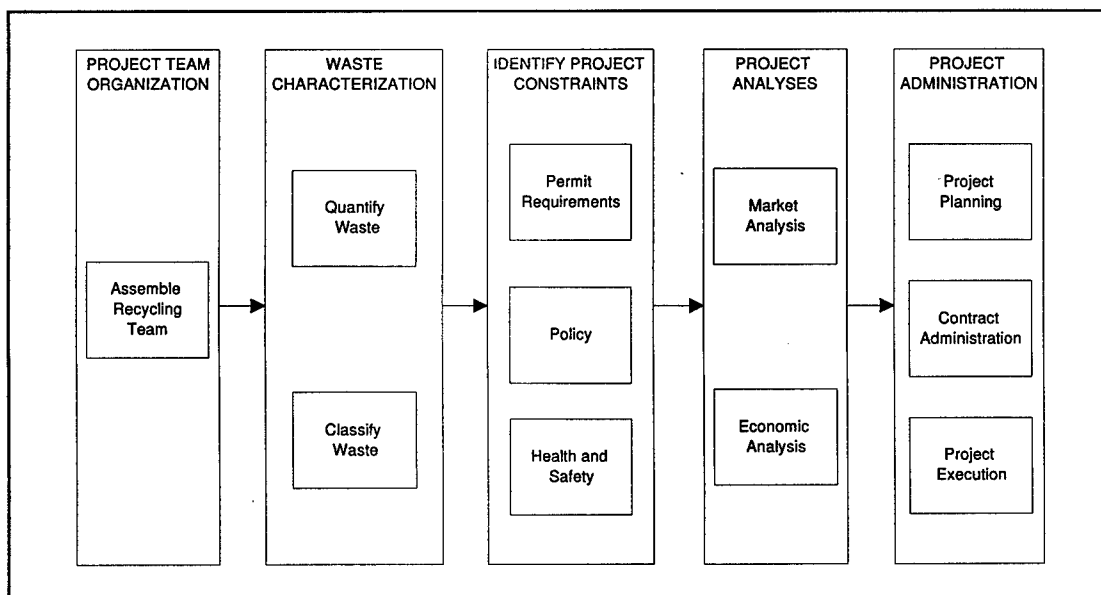 PROJECT TEAM
ORGANIZATION
Assemble
Recycling
Team
WASTE
CHARACTERIZATION
Quantify
Waste
Classify
Waste
IDENTIFY PROJECT
CONSTRAINTS
Permit
Requirements
Policy
Health and
Safety
PROJECT
ANALYSES
Market
Analysis
Economic
Analysis
PROJECT
ADMINISTRATION
Project
Planning
Contract
Administration
Project
Execution